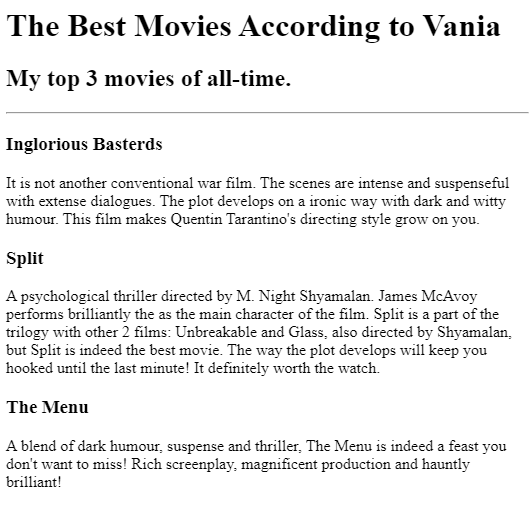 The Best Movies According to Vania
My top 3 movies of all-time.
Inglorious Basterds
It is not another conventional war film. The scenes are intense and suspenseful
with extense dialogues. The plot develops on a ironic way with dark and witty
humour. This film makes Quentin Tarantino's directing style grow on you.
Split
A psychological thriller directed by M. Night Shyamalan. James McAvoy
performs brilliantly the as the main character of the film. Split is a part of the
trilogy with other 2 films: Unbreakable and Glass, also directed by Shyamalan,
but Split is indeed the best movie. The way the plot develops will keep you
hooked until the last minute! It definitely worth the watch.
The Menu
A blend of dark humour, suspense and thriller, The Menu is indeed a feast you
don't want to miss! Rich screenplay, magnificent production and hauntly
brilliant!